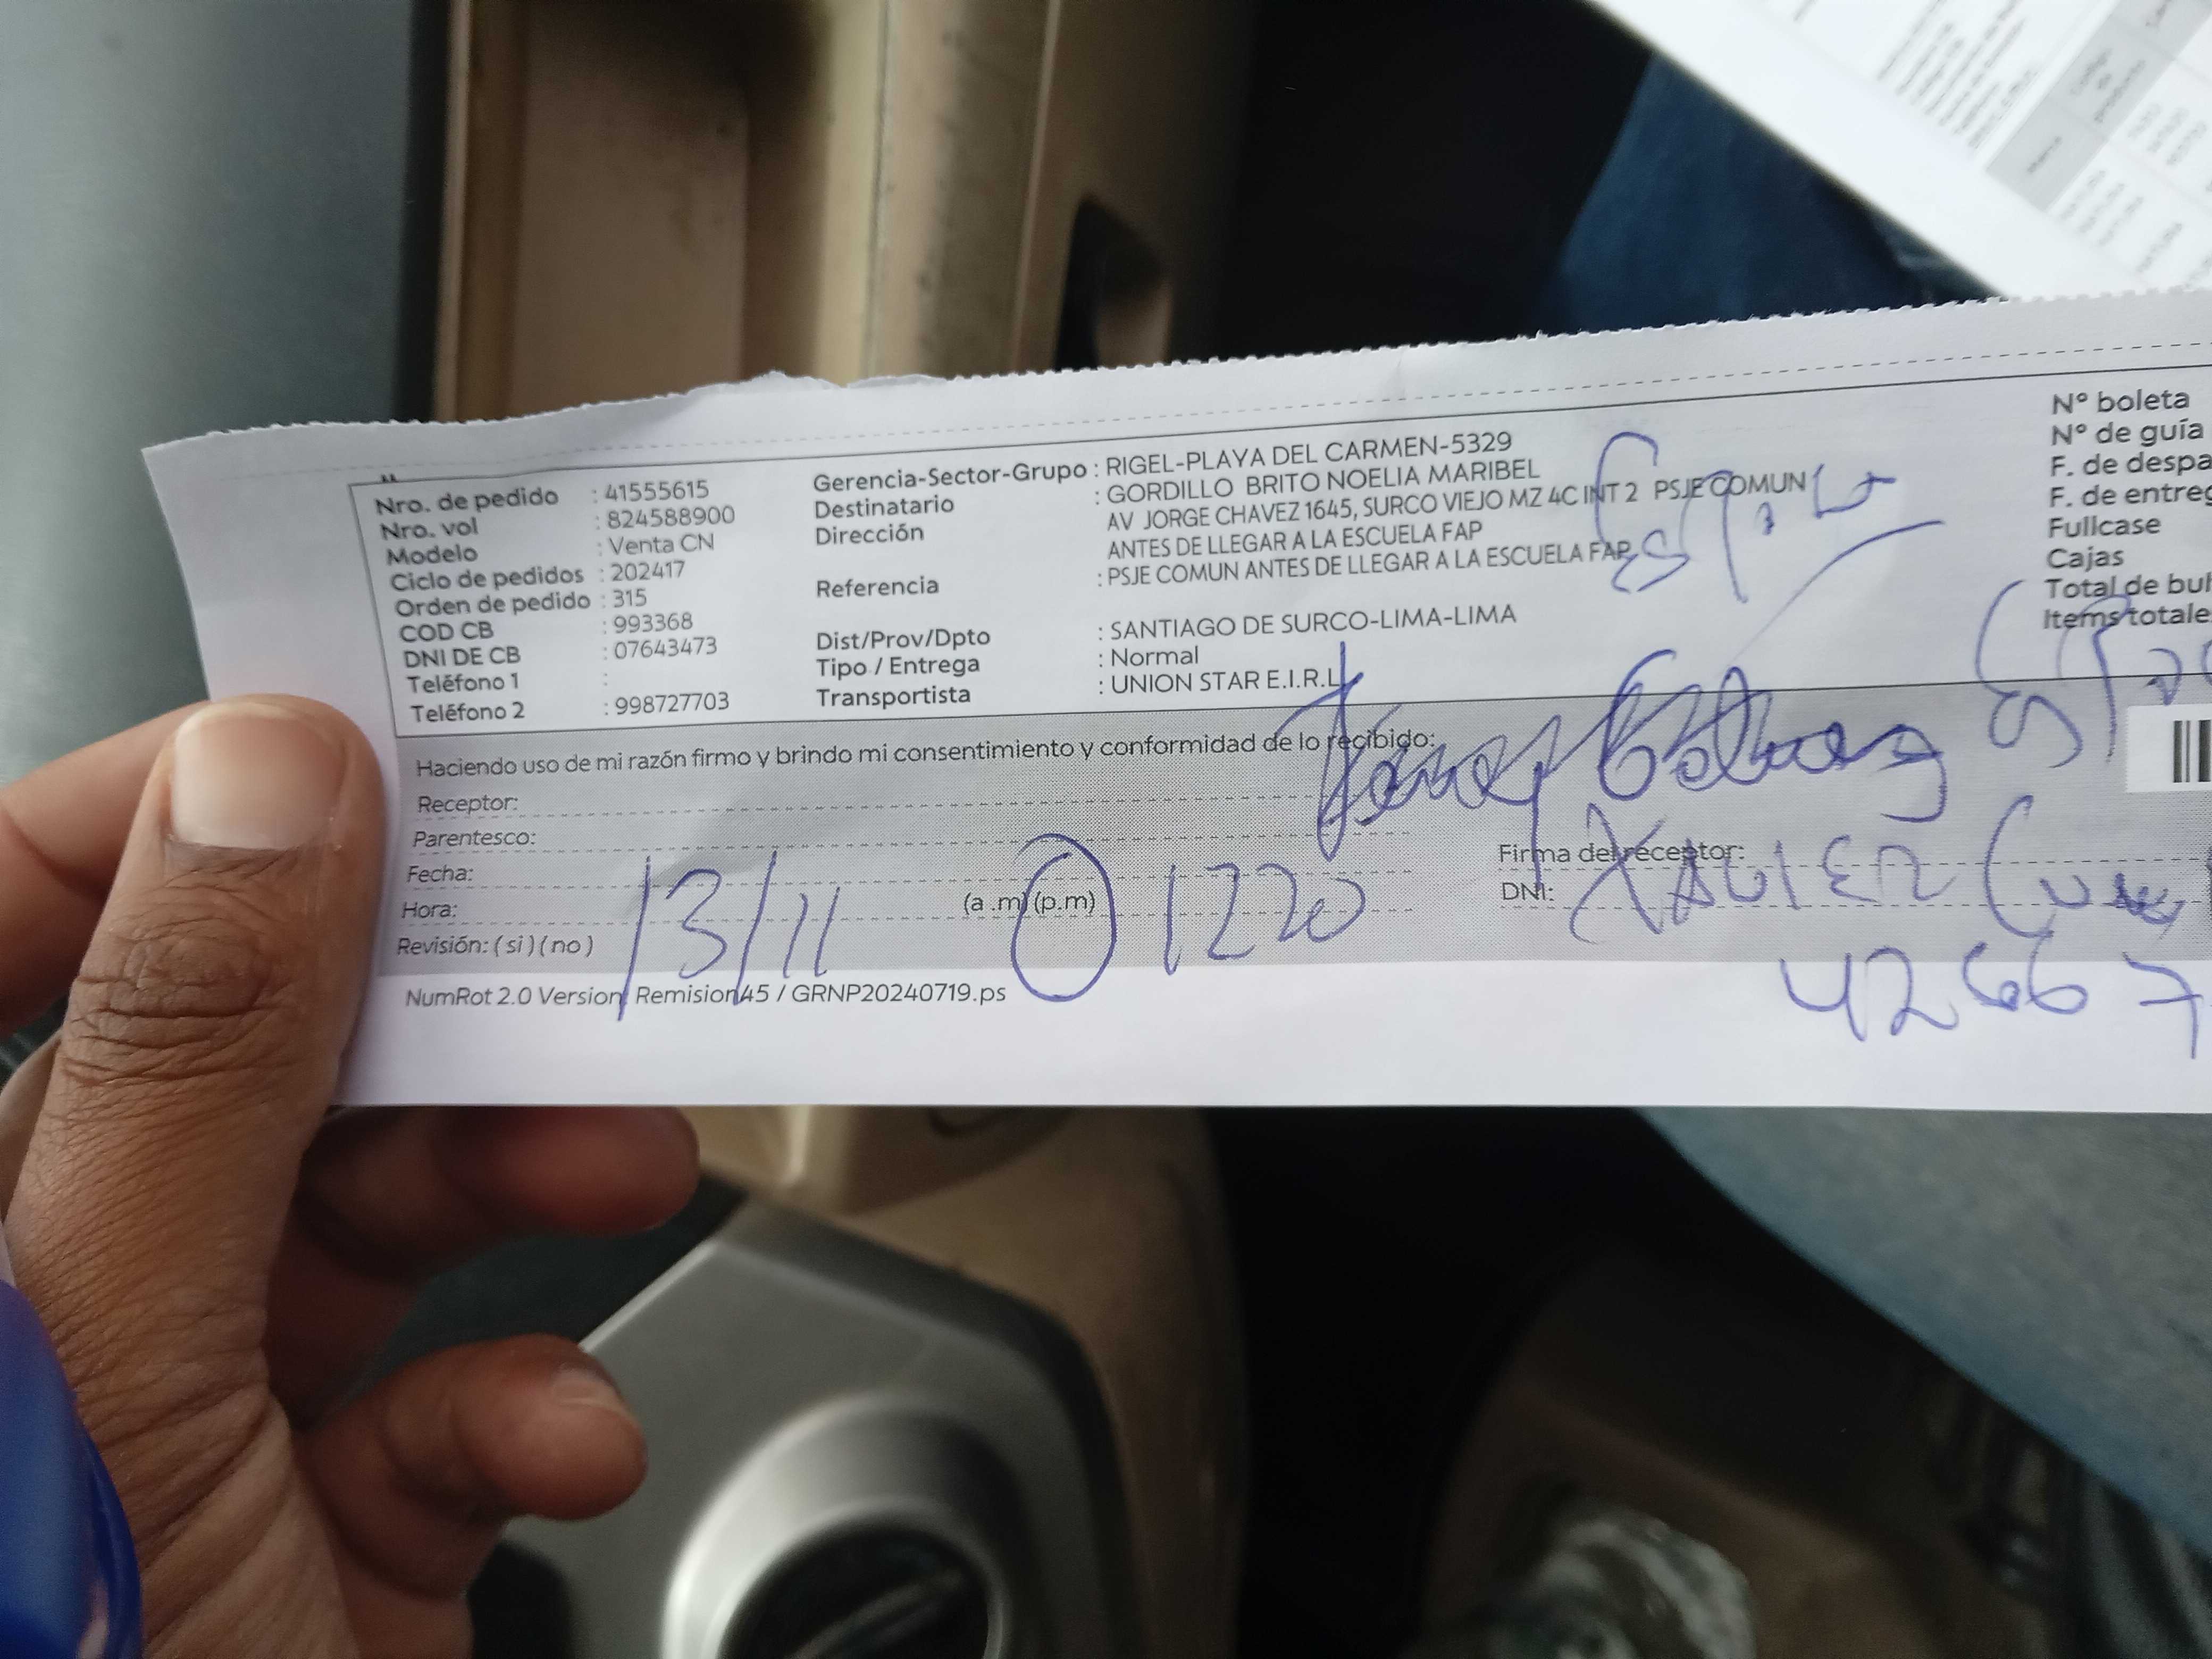 Nro. de pedido : 41555615
Nro. vol : 824588900
Modelo : Venta CN
Ciclo de pedidos : 202417
Orden de pedido : 315
COD CB : 993368
DNI DE CB : 07643473
Teléfono 1 :
Teléfono 2 : 998727703
Gerencia-Sector-Grupo : RIGEL-PLAYA DEL CARMEN-5329
Destinatario : GORDILLO BRITO NOELIA MARIBEL
Dirección AV JORGE CHAVEZ 1645, SURCO VIEJO MZ 4C INT 2 PSJE COMUN
ANTES DE LLEGAR A LA ESCUELA FAP
Referencia : PSJE COMUN ANTES DE LLEGAR A LA ESCUELA FAP
Dist/Prov/Dpto : SANTIAGO DE SURCO-LIMA-LIMA
Tipo / Entrega : Normal
Transportista : UNION STAR E.I.R.L
N° boleta
N° de guía
F. de despa
F. de entreg
Fullcase
Cajas
Total de bul
Items totale
Haciendo uso de mi razón firmo y brindo mi consentimiento y conformidad de lo recibido:
Receptor:
Parentesco:
Fecha:
Hora: (a .m) (p.m)
Revisión: ( si ) ( no )
13/11
1220
Firma del receptor:
DNI:
XAVIER
42667
NumRot 2.0 Version Remision45 / GRNP20240719.ps